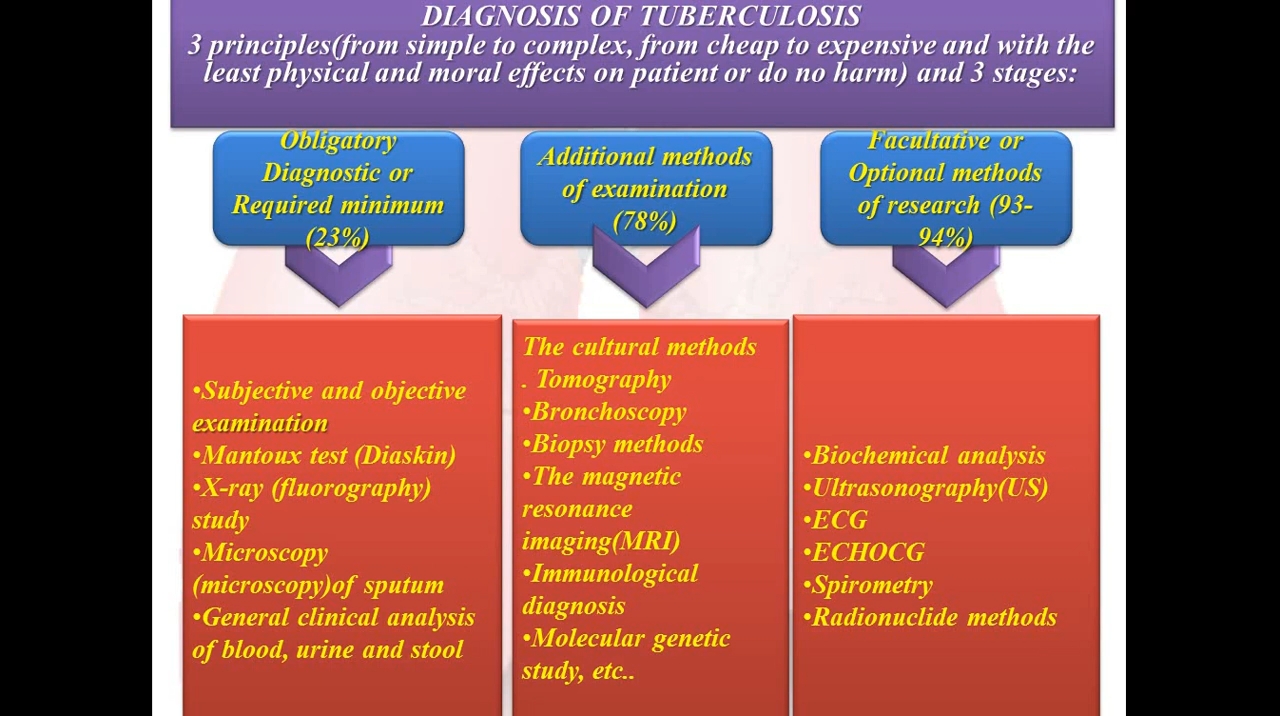 DIAGNOSIS OF TUBERCULOSIS
3 principles(from simple to complex, from cheap to expensive and with the
least physical and moral effects on patient or do no harm) and 3 stages:
Obligatory
Diagnostic or
Required minimum
(23%)
Additional methods
of examination
(78%)
Facultative or
Optional methods
of research (93-
94%)
•Subjective and objective
examination
•Mantoux test (Diaskin)
•X-ray (fluorography)
study
•Microscopy
(microscopy)of sputum
•General clinical analysis
of blood, urine and stool
The cultural methods
. Tomography
•Bronchoscopy
•Biopsy methods
•The magnetic
resonance
imaging(MRI)
•Immunological
diagnosis
•Molecular genetic
study, etc..
•Biochemical analysis
•Ultrasonography(US)
•ECG
•ECHOCG
•Spirometry
•Radionuclide methods